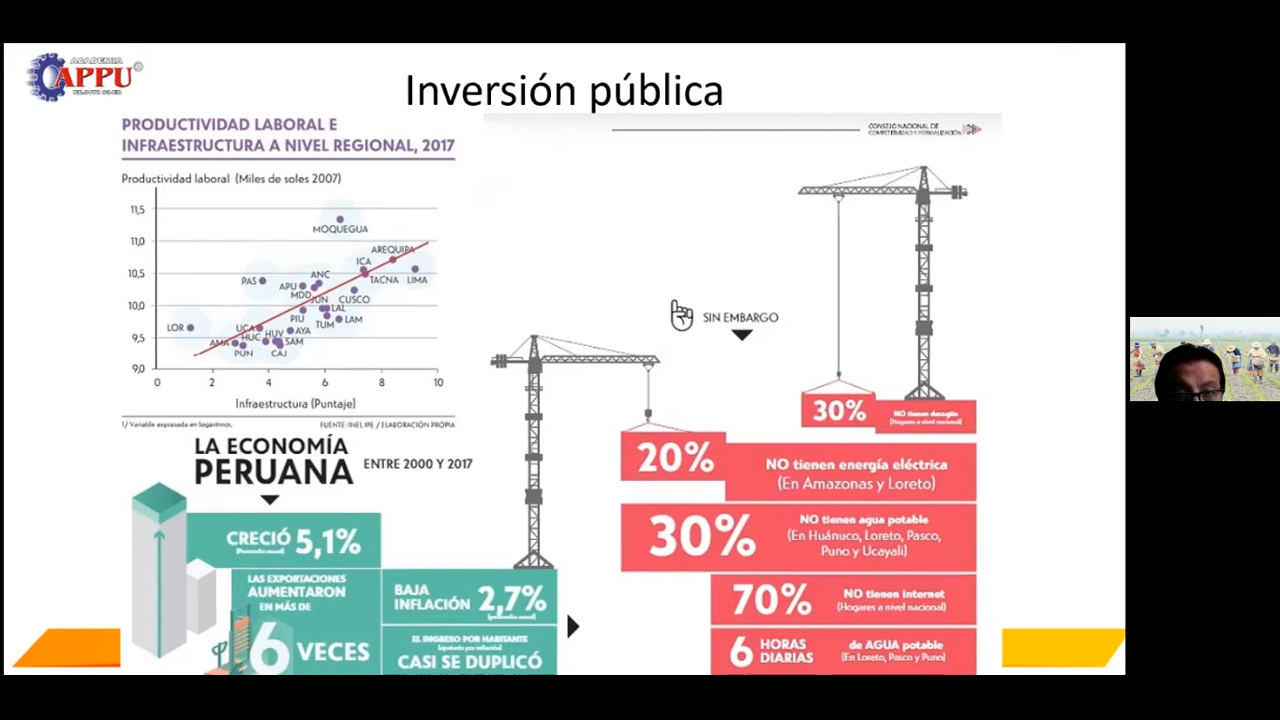 ACADEMIA
APPU
Inversión pública
PRODUCTIVIDAD LABORAL E
INFRAESTRUCTURA A NIVEL REGIONAL, 2017
Productividad laboral (Miles de soles 2007)
11,5
11,0
10,5
10,0
9,5
9,0
MOQUEGUA
AREQUIPA
ICA
TACNA
LIMA
PAS
APU
ANC
MDD
JUN
CUSCO
LAL
PIU
TUM
LAM
LOR
UCA
AYA
HUC
HUV
AMA
SAM
PUN
CAJ
0
2
4
6
8
10
Infraestructura (Puntaje)
1/ Variable expresada en logaritmos.
FUENTE: INEI, IPE / ELABORACIÓN PROPIA
LA ECONOMÍA
PERUANA
ENTRE 2000 Y 2017
CRECIÓ 5,1%
(Promedio anual)
LAS EXPORTACIONES
AUMENTARON
EN MÁS DE
6 VECES
BAJA
INFLACIÓN 2,7%
(promedio anual)
EL INGRESO POR HABITANTE
(ajustado por inflación)
CASI SE DUPLICÓ
CONSEJO NACIONAL DE
COMPETITIVIDAD Y FORMALIZACIÓN
SIN EMBARGO
30%
NO tienen desagüe
(Hogares a nivel nacional)
20%
NO tienen energía eléctrica
(En Amazonas y Loreto)
30%
NO tienen agua potable
(En Huánuco, Loreto, Pasco,
Puno y Ucayali)
70%
NO tienen internet
(Hogares a nivel nacional)
6 HORAS
DIARIAS
de AGUA potable
(En Loreto, Pasco y Puno)